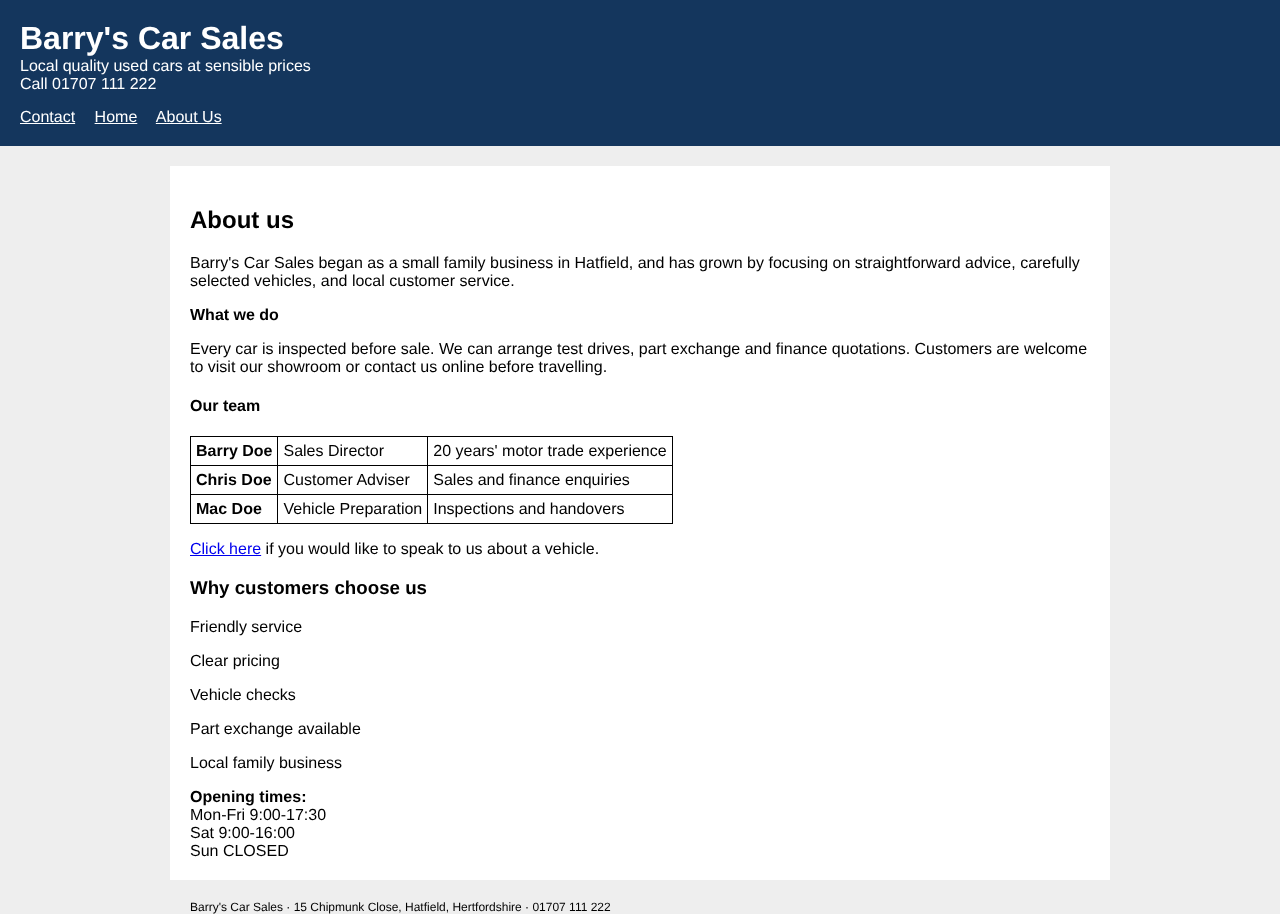 Barry's Car Sales
Local quality used cars at sensible prices
Call 01707 111 222
Contact Home About Us
About us
Barry's Car Sales began as a small family business in Hatfield, and has grown by focusing on straightforward advice, carefully
selected vehicles, and local customer service.
What we do
Every car is inspected before sale. We can arrange test drives, part exchange and finance quotations. Customers are welcome
to visit our showroom or contact us online before travelling.
Our team
Barry Doe Sales Director 20 years' motor trade experience
Chris Doe Customer Adviser Sales and finance enquiries
Mac Doe Vehicle Preparation Inspections and handovers
Click here if you would like to speak to us about a vehicle.
Why customers choose us
Friendly service
Clear pricing
Vehicle checks
Part exchange available
Local family business
Opening times:
Mon-Fri 9:00-17:30
Sat 9:00-16:00
Sun CLOSED
Barry's Car Sales · 15 Chipmunk Close, Hatfield, Hertfordshire · 01707 111 222